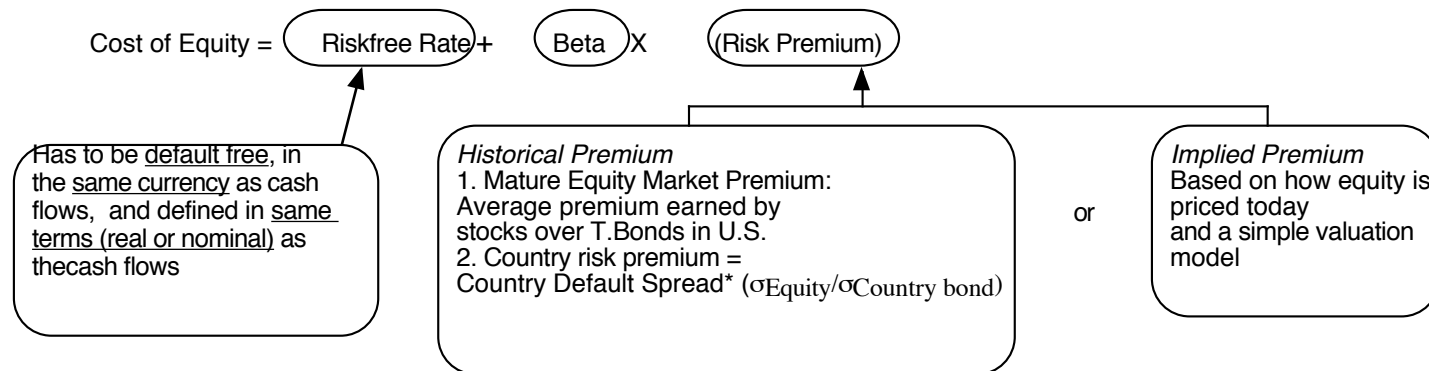 Cost of Equity = Riskfree Rate + Beta X (Risk Premium)
Has to be default free, in
the same currency as cash
flows, and defined in same
terms (real or nominal) as
thecash flows
Historical Premium
1. Mature Equity Market Premium:
Average premium earned by
stocks over T.Bonds in U.S.
2. Country risk premium =
Country Default Spread* (σEquity/σCountry bond)
or
Implied Premium
Based on how equity is
priced today
and a simple valuation
model